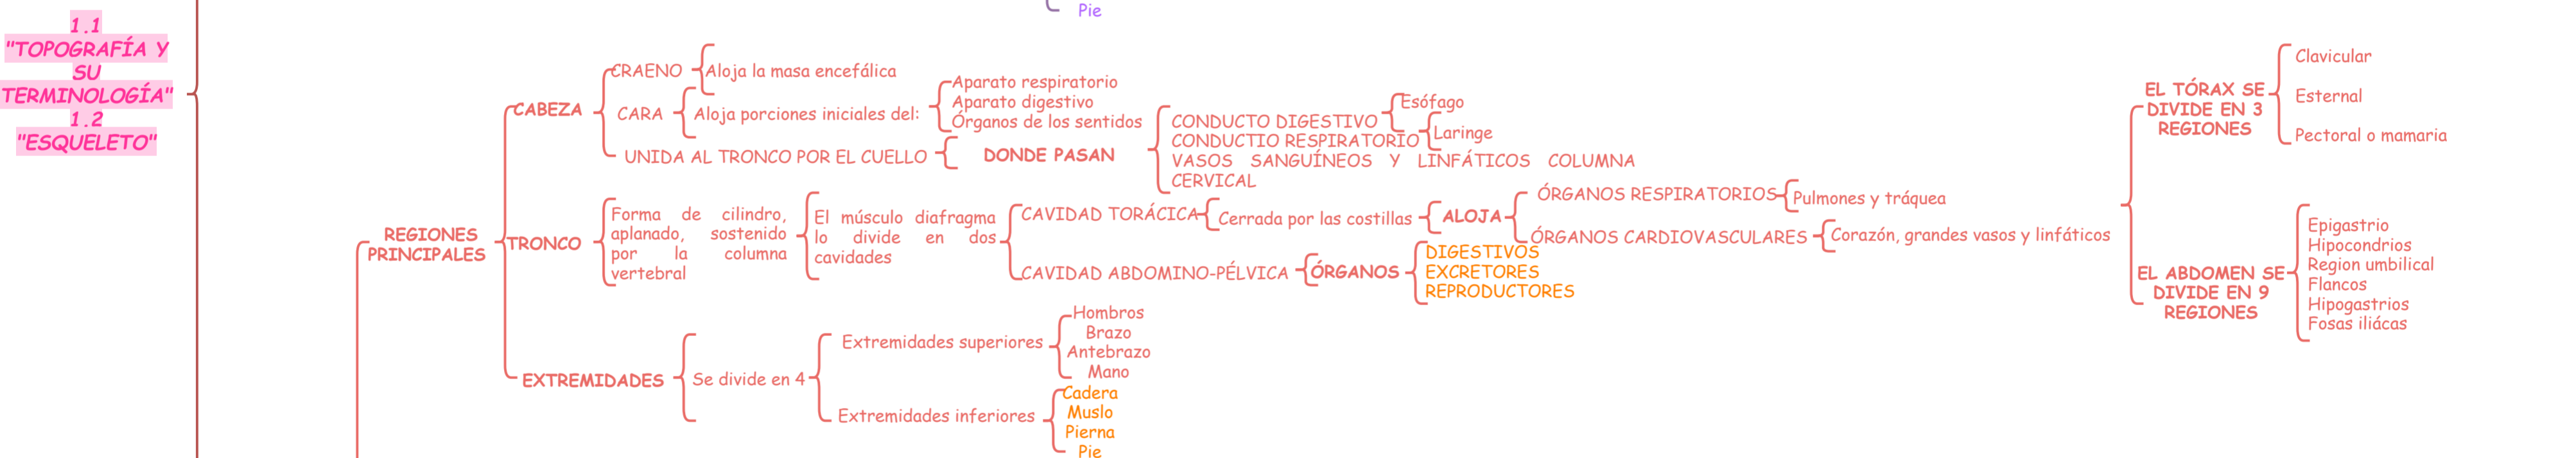 Pie
1.1
"TOPOGRAFÍA Y
SU
TERMINOLOGÍA"
1.2
"ESQUELETO"
REGIONES
PRINCIPALES
CABEZA
CRAENO
Aloja la masa encefálica
CARA
Aloja porciones iniciales del:
Aparato respiratorio
Aparato digestivo
Órganos de los sentidos
UNIDA AL TRONCO POR EL CUELLO
DONDE PASAN
CONDUCTO DIGESTIVO
Esófago
CONDUCTIO RESPIRATORIO
Laringe
VASOS SANGUÍNEOS Y LINFÁTICOS COLUMNA
CERVICAL
TRONCO
Forma de cilindro,
aplanado, sostenido
por la columna
vertebral
El músculo diafragma
lo divide en dos
cavidades
CAVIDAD TORÁCICA
Cerrada por las costillas
ALOJA
ÓRGANOS RESPIRATORIOS
Pulmones y tráquea
ÓRGANOS CARDIOVASCULARES
Corazón, grandes vasos y linfáticos
CAVIDAD ABDOMINO-PÉLVICA
ÓRGANOS
DIGESTIVOS
EXCRETORES
REPRODUCTORES
EL TÓRAX SE
DIVIDE EN 3
REGIONES
Clavicular
Esternal
Pectoral o mamaria
EL ABDOMEN SE
DIVIDE EN 9
REGIONES
Epigastrio
Hipocondrios
Region umbilical
Flancos
Hipogastrios
Fosas iliácas
EXTREMIDADES
Se divide en 4
Extremidades superiores
Hombros
Brazo
Antebrazo
Mano
Extremidades inferiores
Cadera
Muslo
Pierna
Pie